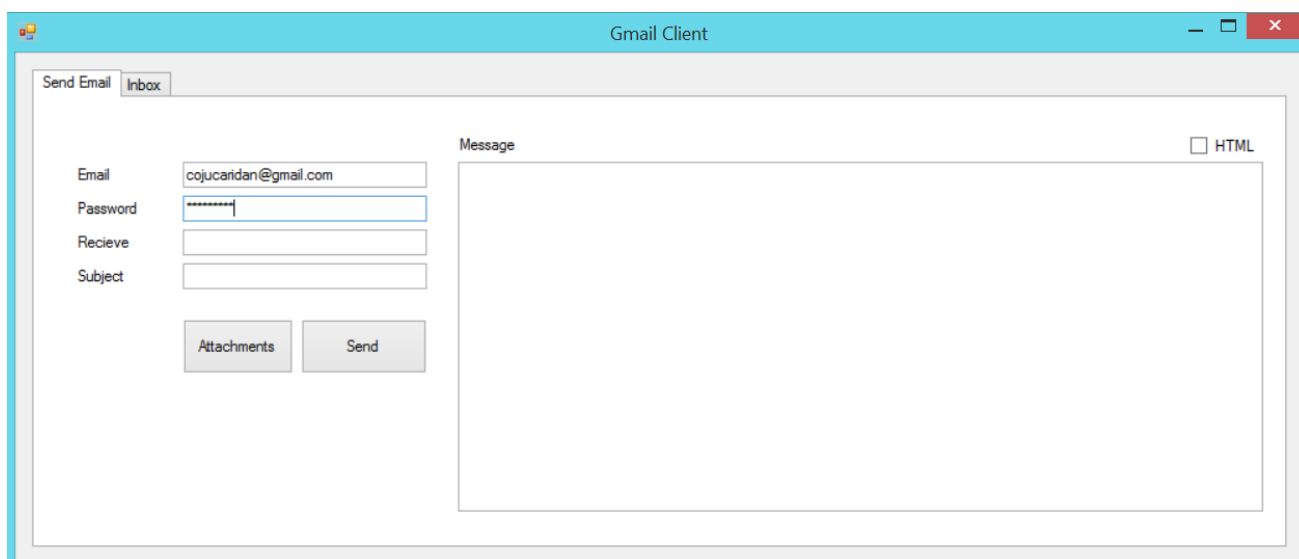 Gmail Client
Send Email Inbox
Message HTML
Email cojucaridan@gmail.com
Password *********
Recieve
Subject
Attachments Send